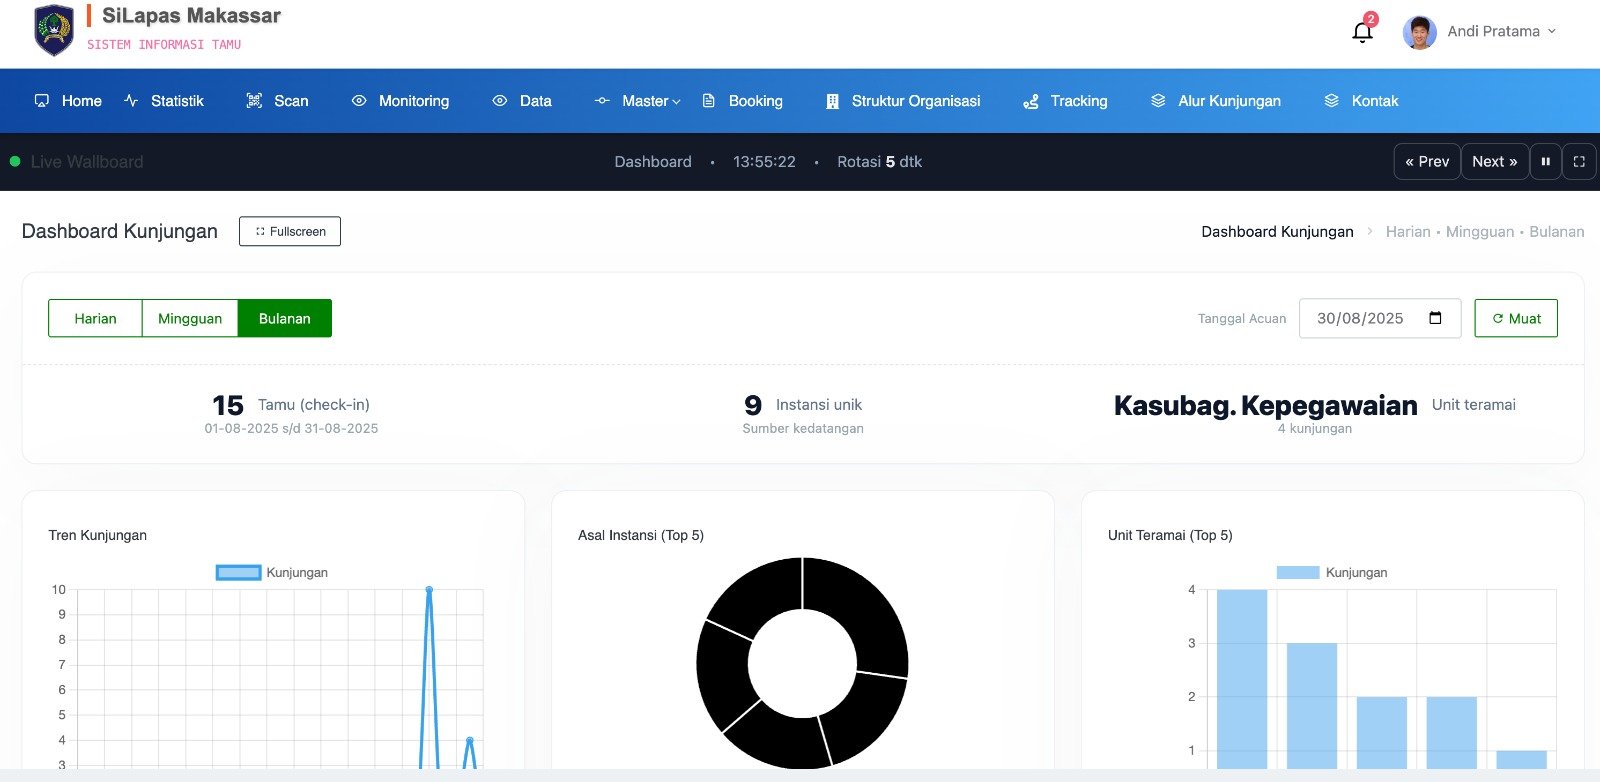 SiLapas Makassar
SISTEM INFORMASI TAMU
2
Andi Pratama
Home Statistik Scan Monitoring Data Master Booking Struktur Organisasi Tracking Alur Kunjungan Kontak
Live Wallboard
Dashboard • 13:55:22 • Rotasi 5 dtk
« Prev Next »
Dashboard Kunjungan
Fullscreen
Dashboard Kunjungan › Harian • Mingguan • Bulanan
Harian Mingguan Bulanan
Tanggal Acuan 30/08/2025 Muat
15 Tamu (check-in)
01-08-2025 s/d 31-08-2025
9 Instansi unik
Sumber kedatangan
Kasubag. Kepegawaian Unit teramai
4 kunjungan
Tren Kunjungan
Kunjungan
10
9
8
7
6
5
4
3
Asal Instansi (Top 5)
Unit Teramai (Top 5)
Kunjungan
4
3
2
1